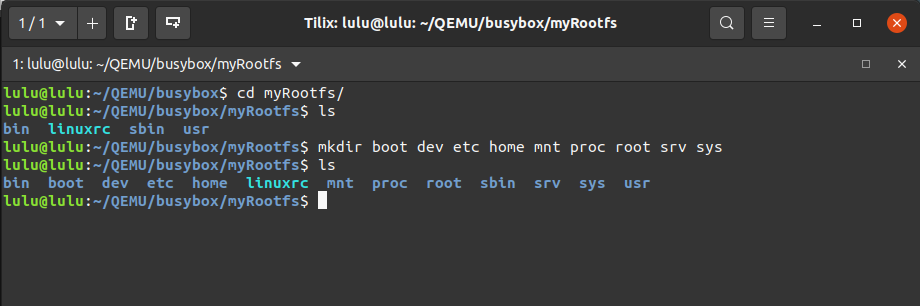 1 / 1
Tilix: lulu@lulu: ~/QEMU/busybox/myRootfs
1: lulu@lulu: ~/QEMU/busybox/myRootfs
lulu@lulu:~/QEMU/busybox$ cd myRootfs/
lulu@lulu:~/QEMU/busybox/myRootfs$ ls
bin  linuxrc  sbin  usr
lulu@lulu:~/QEMU/busybox/myRootfs$ mkdir boot dev etc home mnt proc root srv sys
lulu@lulu:~/QEMU/busybox/myRootfs$ ls
bin  boot  dev  etc  home  linuxrc  mnt  proc  root  sbin  srv  sys  usr
lulu@lulu:~/QEMU/busybox/myRootfs$